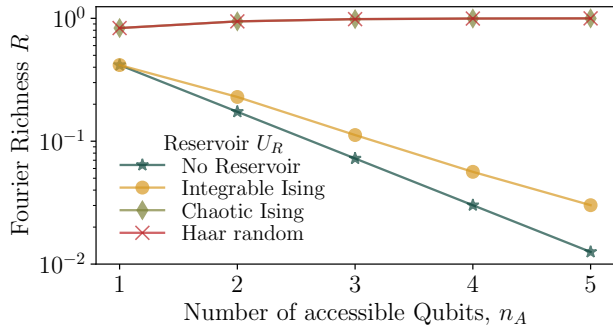 10^0
10^{-1}
10^{-2}
Fourier Richness R
Reservoir U_R
No Reservoir
Integrable Ising
Chaotic Ising
Haar random
1 2 3 4 5
Number of accessible Qubits, n_A